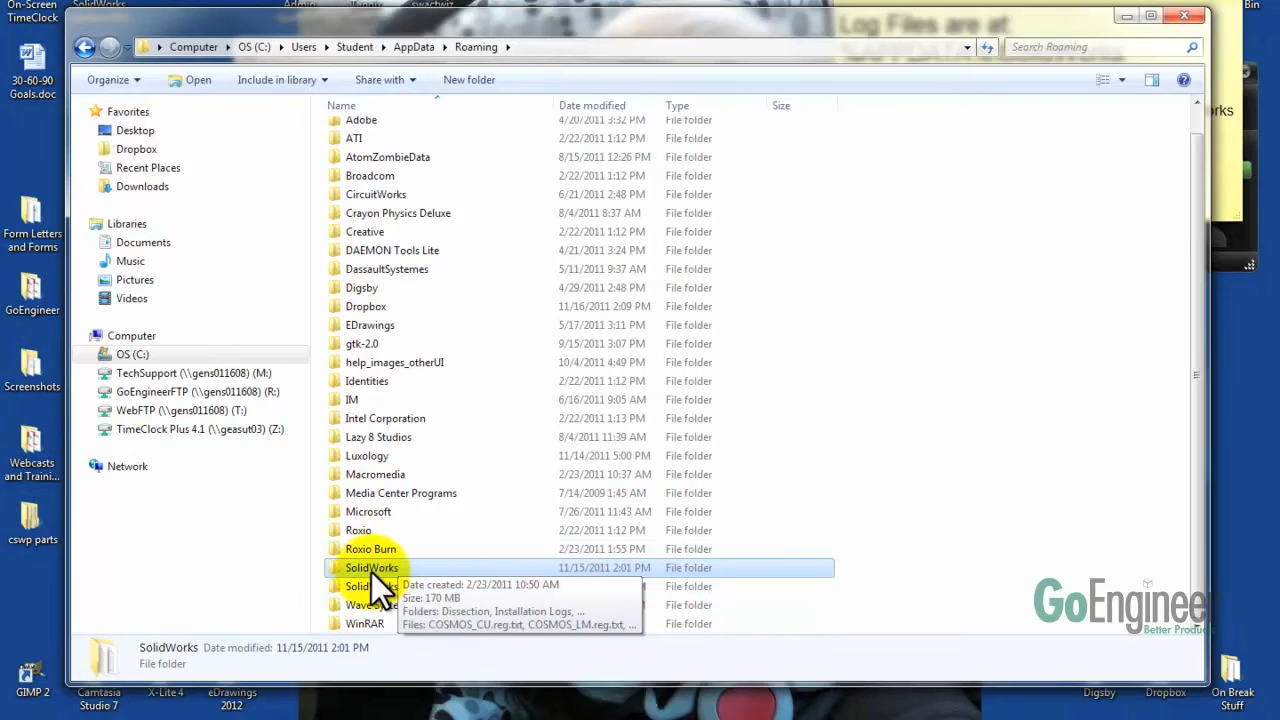 On-Screen
TimeClock
SolidWorks
Admin
swactwiz
Bin
Log Files are at:
Computer OS (C:) Users Student AppData Roaming
Search Roaming
30-60-90
Goals.doc
Organize Open Include in library Share with New folder
Name Date modified Type Size
Favorites
Desktop
Dropbox
Recent Places
Downloads
Libraries
Documents
Music
Pictures
Videos
Computer
OS (C:)
TechSupport (\\gens011608) (M:)
GoEngineerFTP (\\gens011608) (R:)
WebFTP (\\gens011608) (T:)
TimeClock Plus 4.1 (\\geasut03) (Z:)
Network
Adobe 4/20/2011 3:32 PM File folder
ATI 2/22/2011 1:12 PM File folder
AtomZombieData 8/15/2011 12:26 PM File folder
Broadcom 2/22/2011 1:12 PM File folder
CircuitWorks 6/21/2011 2:48 PM File folder
Crayon Physics Deluxe 8/4/2011 8:37 AM File folder
Creative 2/22/2011 1:12 PM File folder
DAEMON Tools Lite 4/21/2011 3:24 PM File folder
DassaultSystemes 5/11/2011 9:37 AM File folder
Digsby 4/29/2011 2:48 PM File folder
Dropbox 11/16/2011 2:09 PM File folder
EDrawings 5/17/2011 3:11 PM File folder
gtk-2.0 9/15/2011 3:07 PM File folder
help_images_otherUI 10/4/2011 4:49 PM File folder
Identities 2/22/2011 1:12 PM File folder
IM 6/16/2011 9:05 AM File folder
Intel Corporation 2/22/2011 1:13 PM File folder
Lazy 8 Studios 8/4/2011 11:39 AM File folder
Luxology 11/14/2011 5:00 PM File folder
Macromedia 2/23/2011 10:37 AM File folder
Media Center Programs 7/14/2009 1:45 AM File folder
Microsoft 7/26/2011 11:43 AM File folder
Roxio 2/22/2011 1:12 PM File folder
Roxio Burn 2/23/2011 1:55 PM File folder
SolidWorks 11/15/2011 2:01 PM File folder
File folder
File folder
WinRAR File folder
Date created: 2/23/2011 10:50 AM
Size: 170 MB
Folders: Dissection, Installation Logs, ...
Files: COSMOS_CU.reg.txt, COSMOS_LM.reg.txt, ...
SolidWorks Date modified: 11/15/2011 2:01 PM
File folder
Form Letters
and Forms
GoEngineer
Screenshots
Webcasts
and Traini...
cswp parts
GIMP 2
Camtasia
Studio 7
X-Lite 4
eDrawings
2012
Digsby
Dropbox
On Break
Stuff
GoEngineer
Better Produc